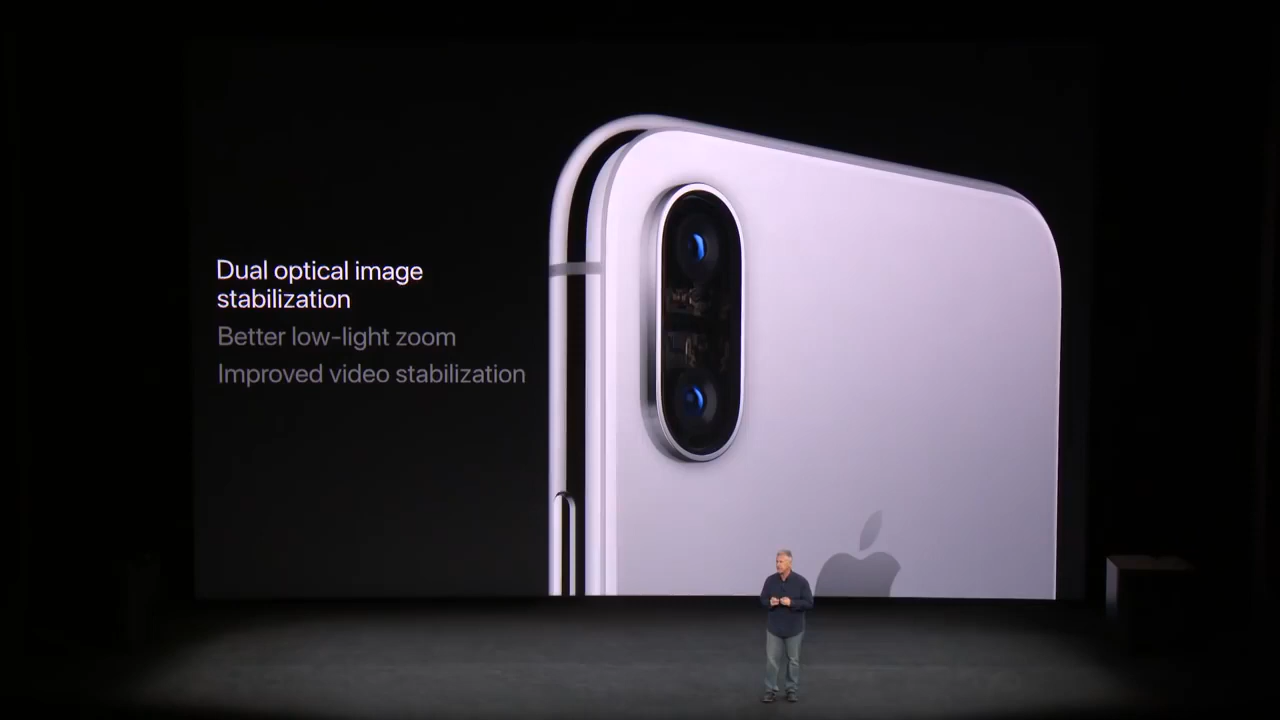 Dual optical image
stabilization
Better low-light zoom
Improved video stabilization